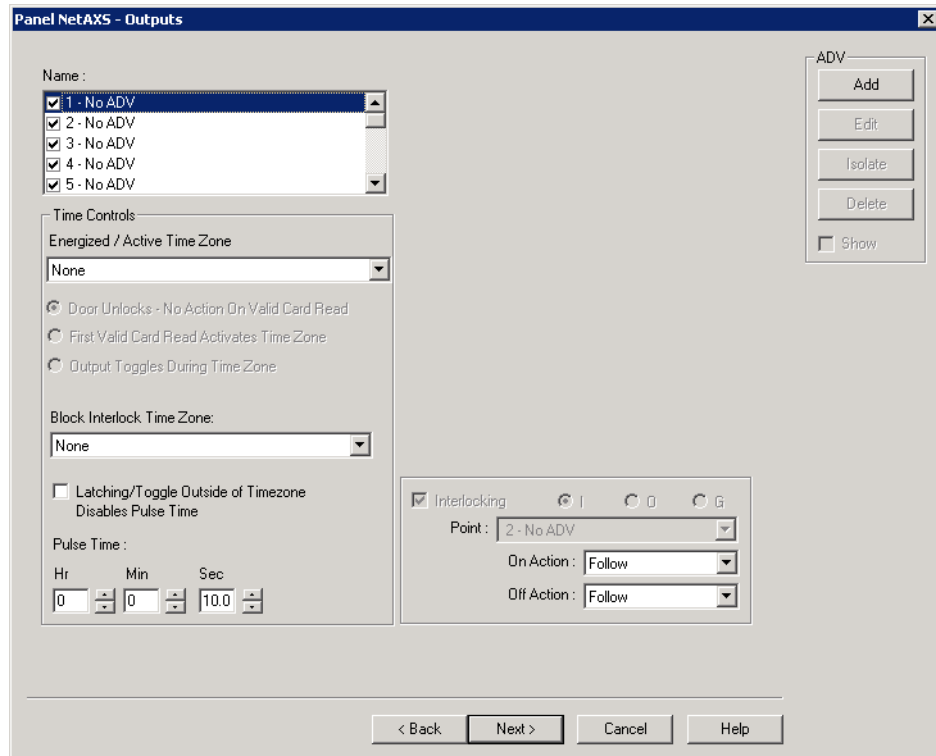 Panel NetAXS - Outputs
Name :
1 - No ADV
2 - No ADV
3 - No ADV
4 - No ADV
5 - No ADV
ADV
Add
Edit
Isolate
Delete
Show
Time Controls
Energized / Active Time Zone
None
Door Unlocks - No Action On Valid Card Read
First Valid Card Read Activates Time Zone
Output Toggles During Time Zone
Block Interlock Time Zone:
None
Latching/Toggle Outside of Timezone
Disables Pulse Time
Pulse Time :
Hr Min Sec
0 0 10.0
Interlocking I O G
Point : 2 - No ADV
On Action : Follow
Off Action : Follow
< Back Next > Cancel Help